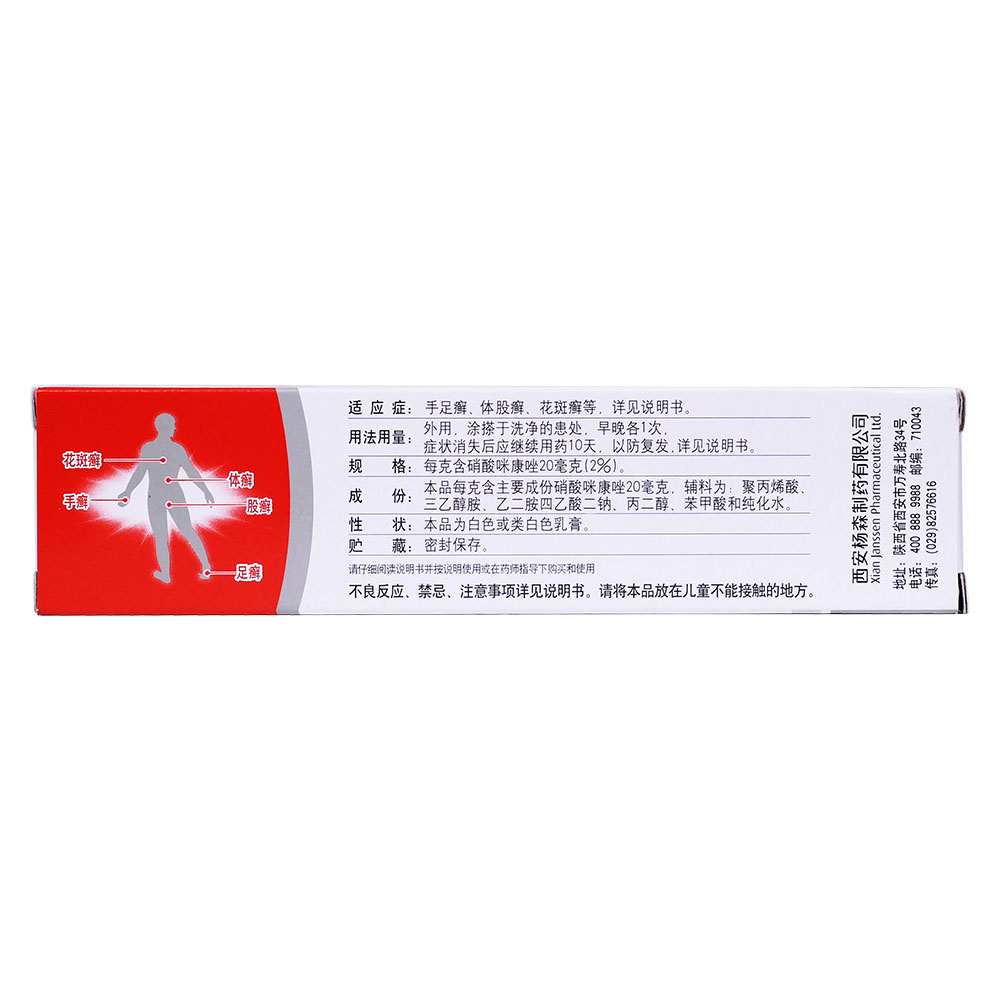 花斑癣
体癣
手癣
股癣
足癣
适应症：手足癣、体股癣、花斑癣等，详见说明书。
用法用量：外用，涂搽于洗净的患处，早晚各1次，
症状消失后应继续用药10天，以防复发，详见说明书。
规格：每克含硝酸咪康唑20毫克(2%)。
成份：本品每克含主要成份硝酸咪康唑20毫克，辅料为：聚丙烯酸、
三乙醇胺、乙二胺四乙酸二钠、丙二醇、苯甲酸和纯化水。
性状：本品为白色或类白色乳膏。
贮藏：密封保存。
请仔细阅读说明书并按说明使用或在药师指导下购买和使用
不良反应、禁忌、注意事项详见说明书。请将本品放在儿童不能接触的地方。
西安杨森制药有限公司
Xian Janssen Pharmaceutical Ltd.
地址：陕西省西安市万寿北路34号
电话：400 888 9988 邮编：710043
传真：(029)82576616